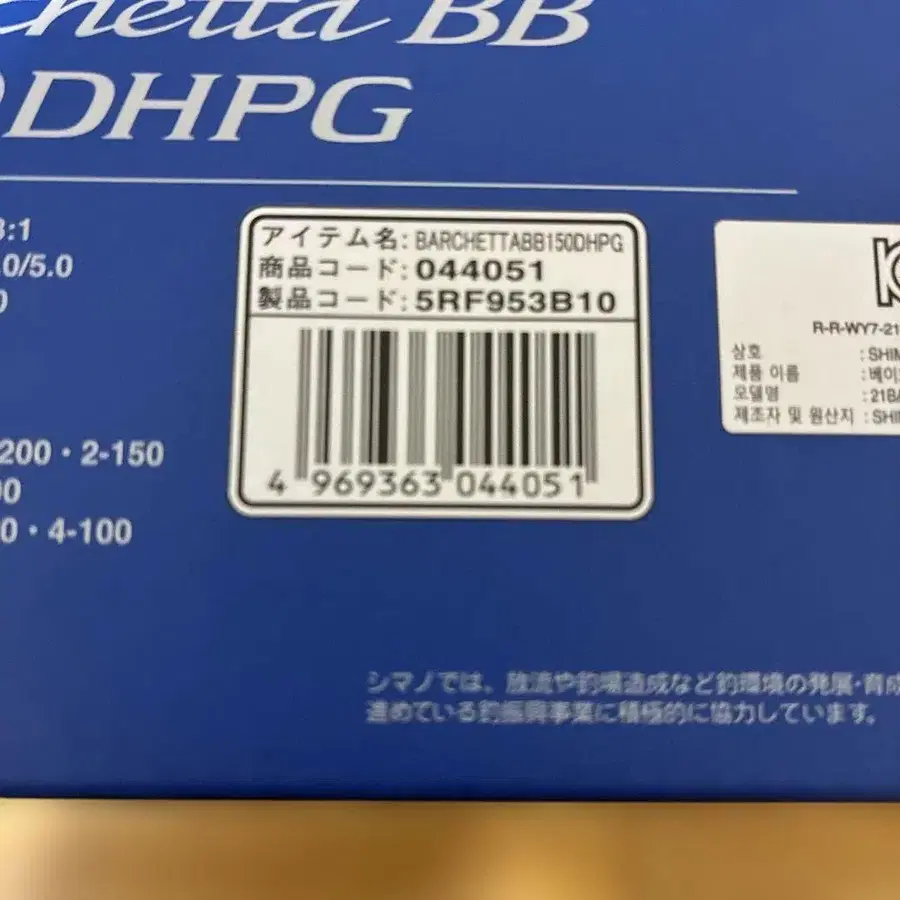 chetta BB
DHPG
3:1
.0/5.0
0
アイテム名: BARCHETTABB150DHPG
商品コード: 044051
製品コード: 5RF953B10
4 969363 044051
R-R-WY7-21
상호 : SHIM
제품 이름 : 베이
모델명 : 21BA
제조자 및 원산지 : SHIM
200・2-150
00
0・4-100
シマノでは、放流や釣場造成など釣環境の発展・育成
進めている釣振興事業に積極的に協力しています。